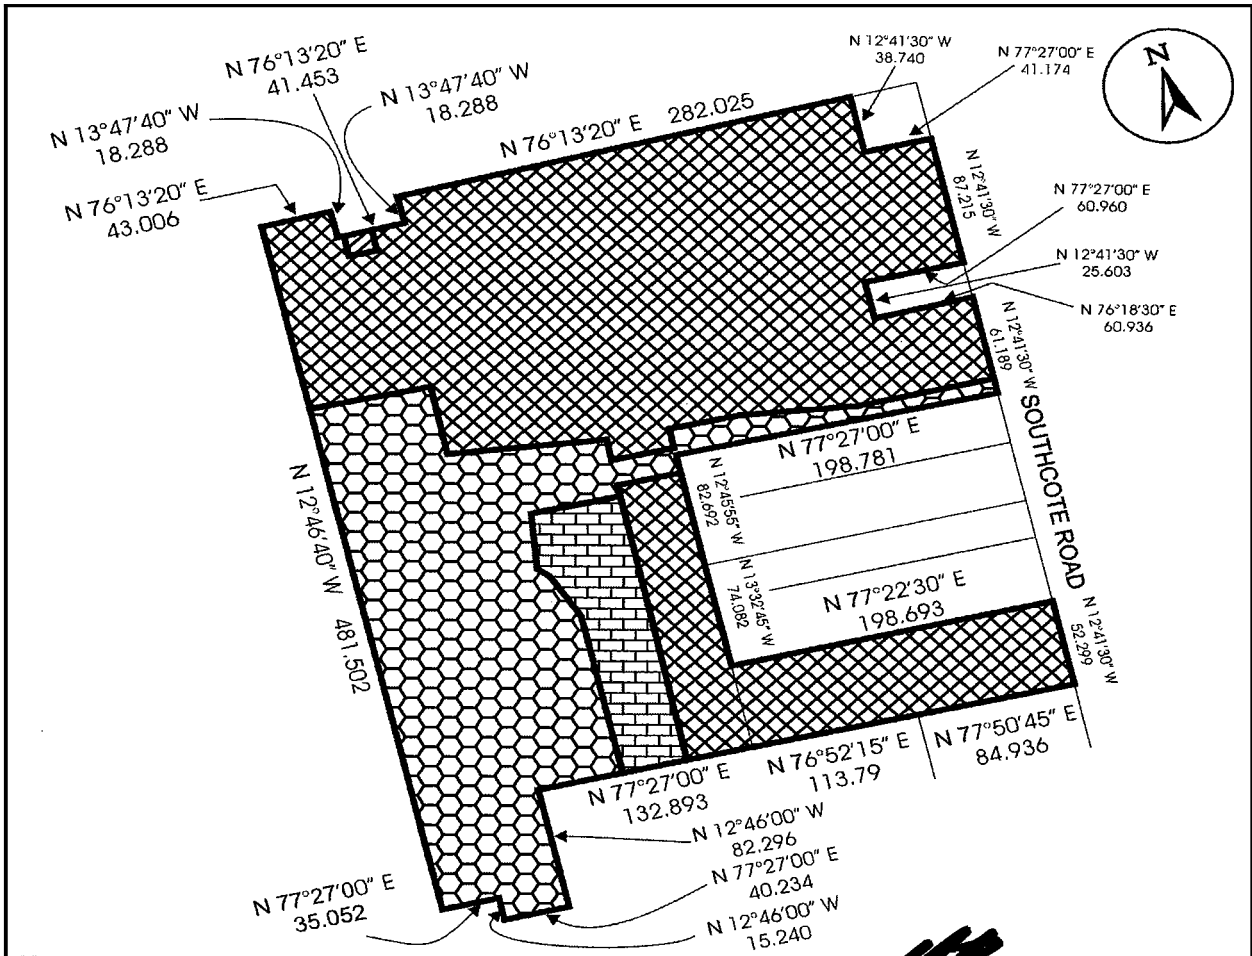 N 76°13'20" E
41.453
N 13°47'40" W
18.288
N 13°47'40" W
18.288
N 76°13'20" E
43.006
N 76°13'20" E 282.025
N 12°41'30" W
38.740
N 77°27'00" E
41.174
N
N 12°41'30" W
87.215
N 77°27'00" E
60.960
N 12°41'30" W
25.603
N 76°18'30" E
60.936
N 12°41'30" W
61.189
SOUTHCOTE ROAD
N 77°27'00" E
198.781
N 12°45'55" W
82.692
N 13°32'45" W
74.082
N 77°22'30" E
198.693
N 12°41'30" W
52.299
N 12°46'40" W 481.502
N 77°50'45" E
84.936
N 76°52'15" E
113.79
N 77°27'00" E
132.893
N 12°46'00" W
82.296
N 77°27'00" E
40.234
N 12°46'00" W
15.240
N 77°27'00" E
35.052